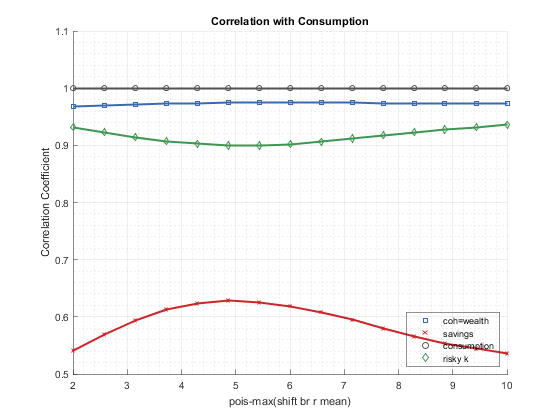 Correlation with Consumption
1.1
1
0.9
0.8
0.7
0.6
0.5
Correlation Coefficient
coh=wealth
savings
consumption
risky k
2 3 4 5 6 7 8 9 10
pois-max(shift br r mean)